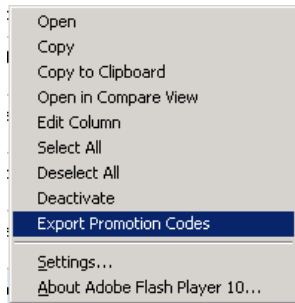 Open
Copy
Copy to Clipboard
Open in Compare View
Edit Column
Select All
Deselect All
Deactivate
Export Promotion Codes
Settings...
About Adobe Flash Player 10...